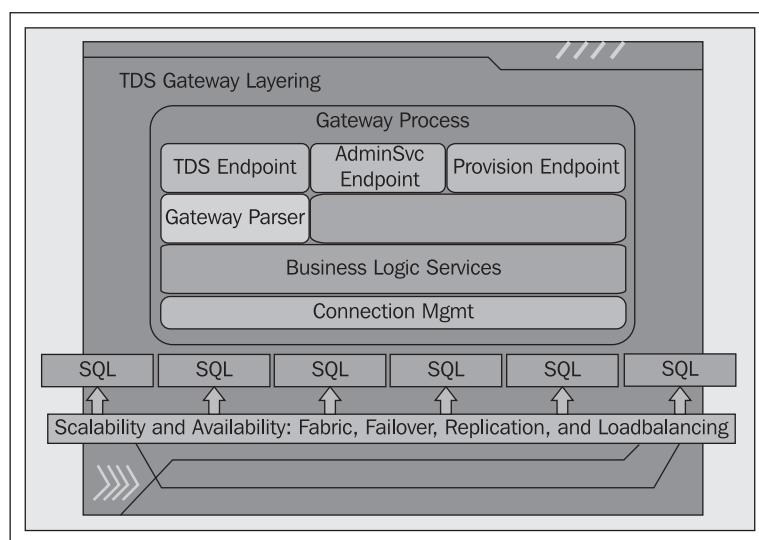 TDS Gateway Layering
Gateway Process
TDS Endpoint
AdminSvc
Endpoint
Provision Endpoint
Gateway Parser
Business Logic Services
Connection Mgmt
SQL
SQL
SQL
SQL
SQL
SQL
Scalability and Availability: Fabric, Failover, Replication, and Loadbalancing